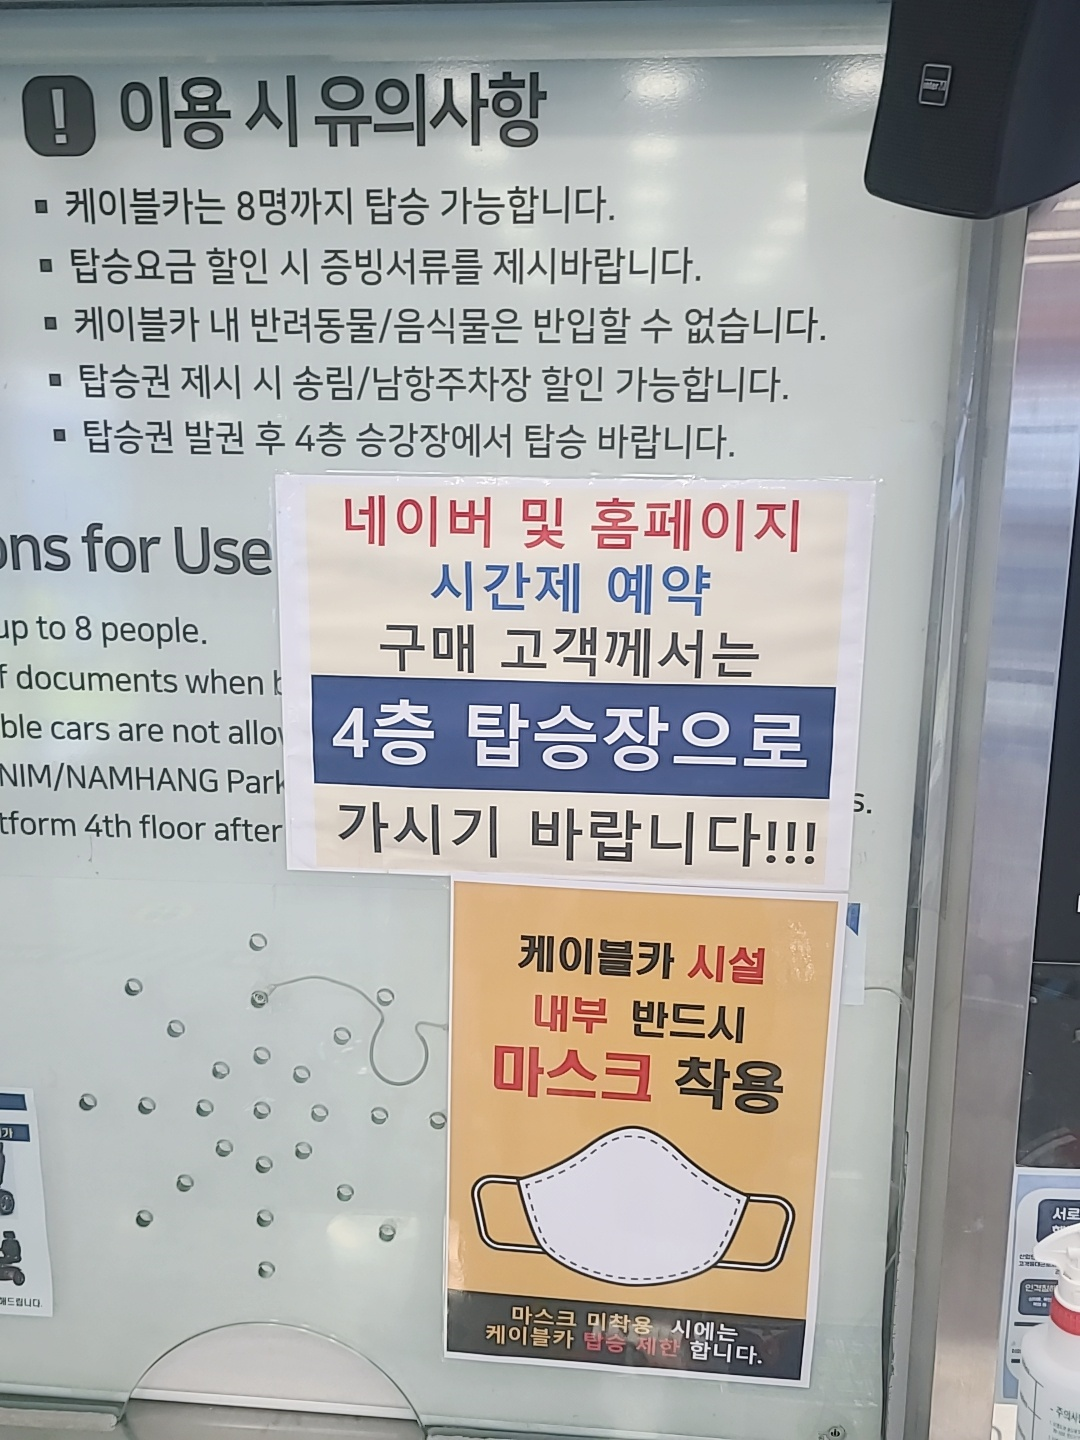 ! 이용 시 유의사항
▪ 케이블카는 8명까지 탑승 가능합니다.
▪ 탑승요금 할인 시 증빙서류를 제시바랍니다.
▪ 케이블카 내 반려동물/음식물은 반입할 수 없습니다.
▪ 탑승권 제시 시 송림/남항주차장 할인 가능합니다.
▪ 탑승권 발권 후 4층 승강장에서 탑승 바랍니다.
ons for Use
up to 8 people.
f documents when b
ble cars are not allow
NIM/NAMHANG Park
s.
tform 4th floor after
네이버 및 홈페이지
시간제 예약
구매 고객께서는
4층 탑승장으로
가시기 바랍니다!!!
케이블카 시설
내부 반드시
마스크 착용
마스크 미착용 시에는
케이블카 탑승 제한 합니다.
해드립니다.
서로